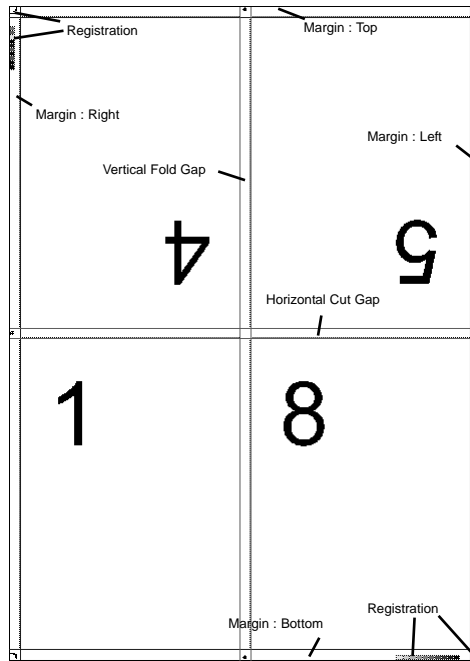 Registration
Margin : Top
Margin : Right
Margin : Left
Vertical Fold Gap
4
5
Horizontal Cut Gap
1
8
Margin : Bottom
Registration